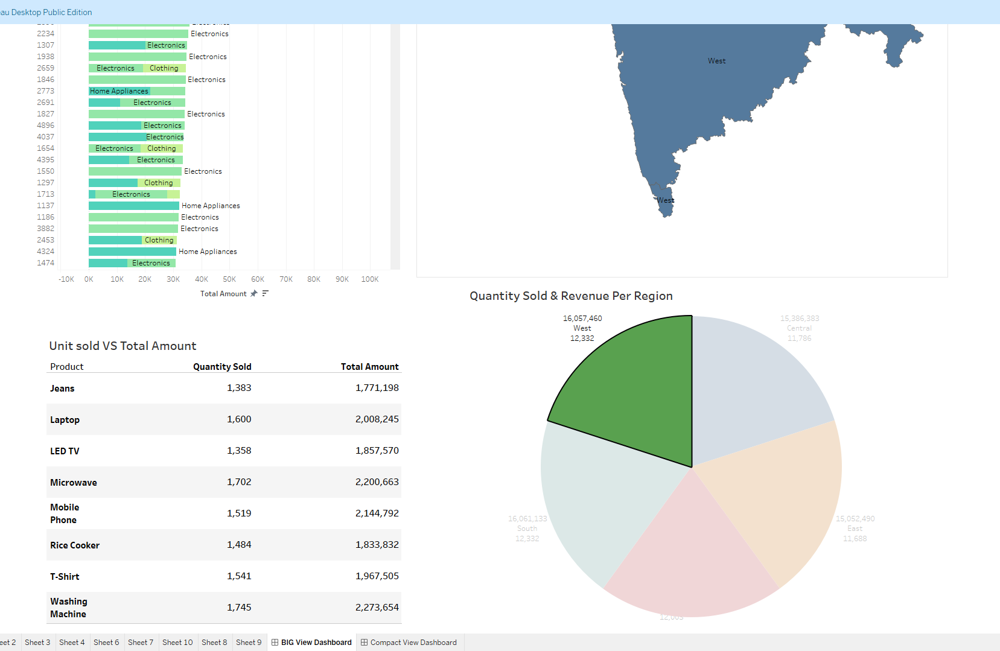 au Desktop Public Edition
2234 Electronics
1307 Electronics
1938 Electronics
2659 Electronics Clothing
1846 Electronics
2773 Home Appliances
2691 Electronics
1827 Electronics
4896 Electronics
4037 Electronics
1654 Electronics Clothing
4395 Electronics
1550 Electronics
1297 Clothing
1713 Electronics
1137 Home Appliances
1186 Electronics
3882 Electronics
2453 Clothing
4324 Home Appliances
1474 Electronics
-10K 0K 10K 20K 30K 40K 50K 60K 70K 80K 90K 100K
Total Amount
West
West
Unit sold VS Total Amount
Product Quantity Sold Total Amount
Jeans 1,383 1,771,198
Laptop 1,600 2,008,245
LED TV 1,358 1,857,570
Microwave 1,702 2,200,663
Mobile
Phone 1,519 2,144,792
Rice Cooker 1,484 1,833,832
T-Shirt 1,541 1,967,505
Washing
Machine 1,745 2,273,654
Quantity Sold & Revenue Per Region
16,057,460
West
12,332
15,386,383
Central
11,786
16,061,133
South
12,332
15,052,490
East
11,688
eet 2 Sheet 3 Sheet 4 Sheet 6 Sheet 7 Sheet 10 Sheet 8 Sheet 9 BIG View Dashboard Compact View Dashboard